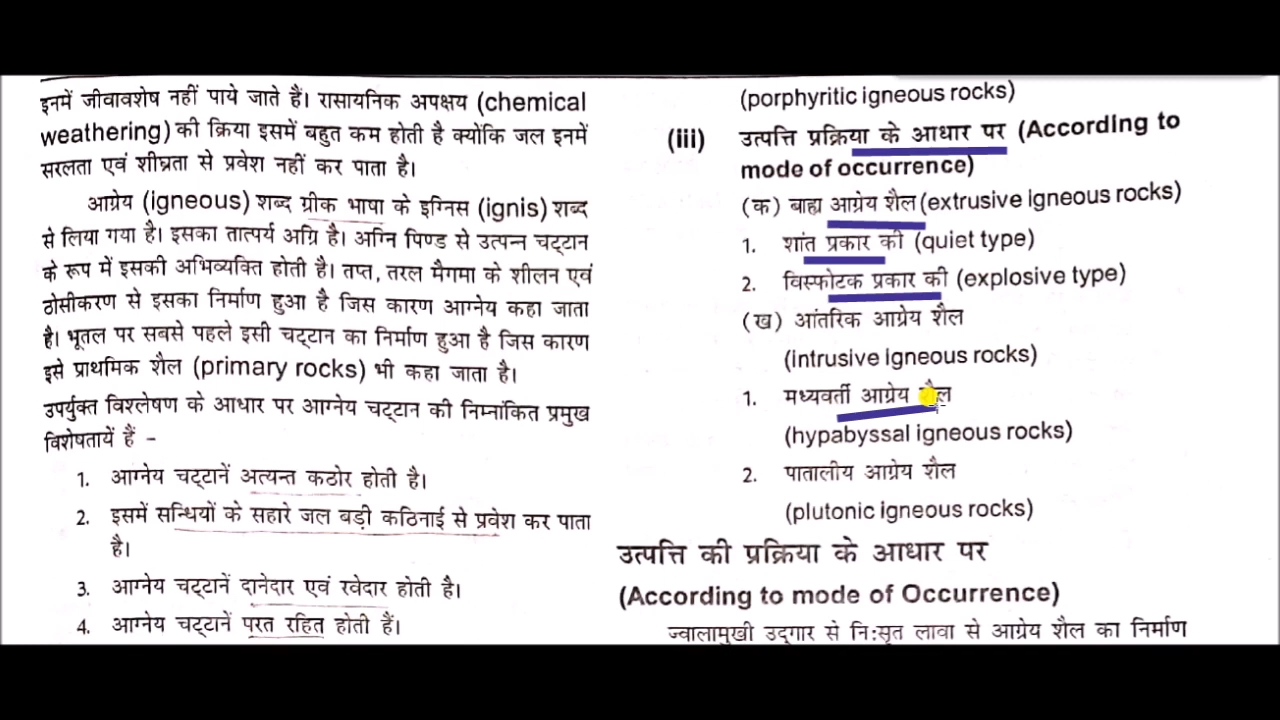 इनमें जीवावशेष नहीं पाये जाते हैं। रासायनिक अपक्षय (chemical
weathering) की क्रिया इसमें बहुत कम होती है क्योंकि जल इनमें
सरलता एवं शीघ्रता से प्रवेश नहीं कर पाता है।
आग्रेय (igneous) शब्द ग्रीक भाषा के इग्निस (ignis) शब्द
से लिया गया है। इसका तात्पर्य अग्रि है। अग्नि पिण्ड से उत्पन्न चट्टान
के रूप में इसकी अभिव्यक्ति होती है। तप्त, तरल मैगमा के शीलन एवं
ठोसीकरण से इसका निर्माण हुआ है जिस कारण आग्नेय कहा जाता
है। भूतल पर सबसे पहले इसी चट्टान का निर्माण हुआ है जिस कारण
इसे प्राथमिक शैल (primary rocks) भी कहा जाता है।
उपर्युक्त विश्लेषण के आधार पर आग्नेय चट्टान की निम्नांकित प्रमुख
विशेषतायें हैं –
1. आग्नेय चट्टानें अत्यन्त कठोर होती है।
2. इसमें सन्धियों के सहारे जल बड़ी कठिनाई से प्रवेश कर पाता
है।
3. आग्नेय चट्टानें दानेदार एवं रवेदार होती है।
4. आग्नेय चट्टानें परत रहित होती हैं।
(porphyritic igneous rocks)
(iii) उत्पत्ति प्रक्रिया के आधार पर (According to
mode of occurrence)
(क) बाह्य आग्रेय शैल (extrusive igneous rocks)
1. शांत प्रकार की (quiet type)
2. विस्फोटक प्रकार की (explosive type)
(ख) आंतरिक आग्रेय शैल
(intrusive igneous rocks)
1. मध्यवर्ती आग्रेय शैल
(hypabyssal igneous rocks)
2. पातालीय आग्रेय शैल
(plutonic igneous rocks)
उत्पत्ति की प्रक्रिया के आधार पर
(According to mode of Occurrence)
ज्वालामुखी उद्गार से नि:सृत लावा से आग्रेय शैल का निर्माण